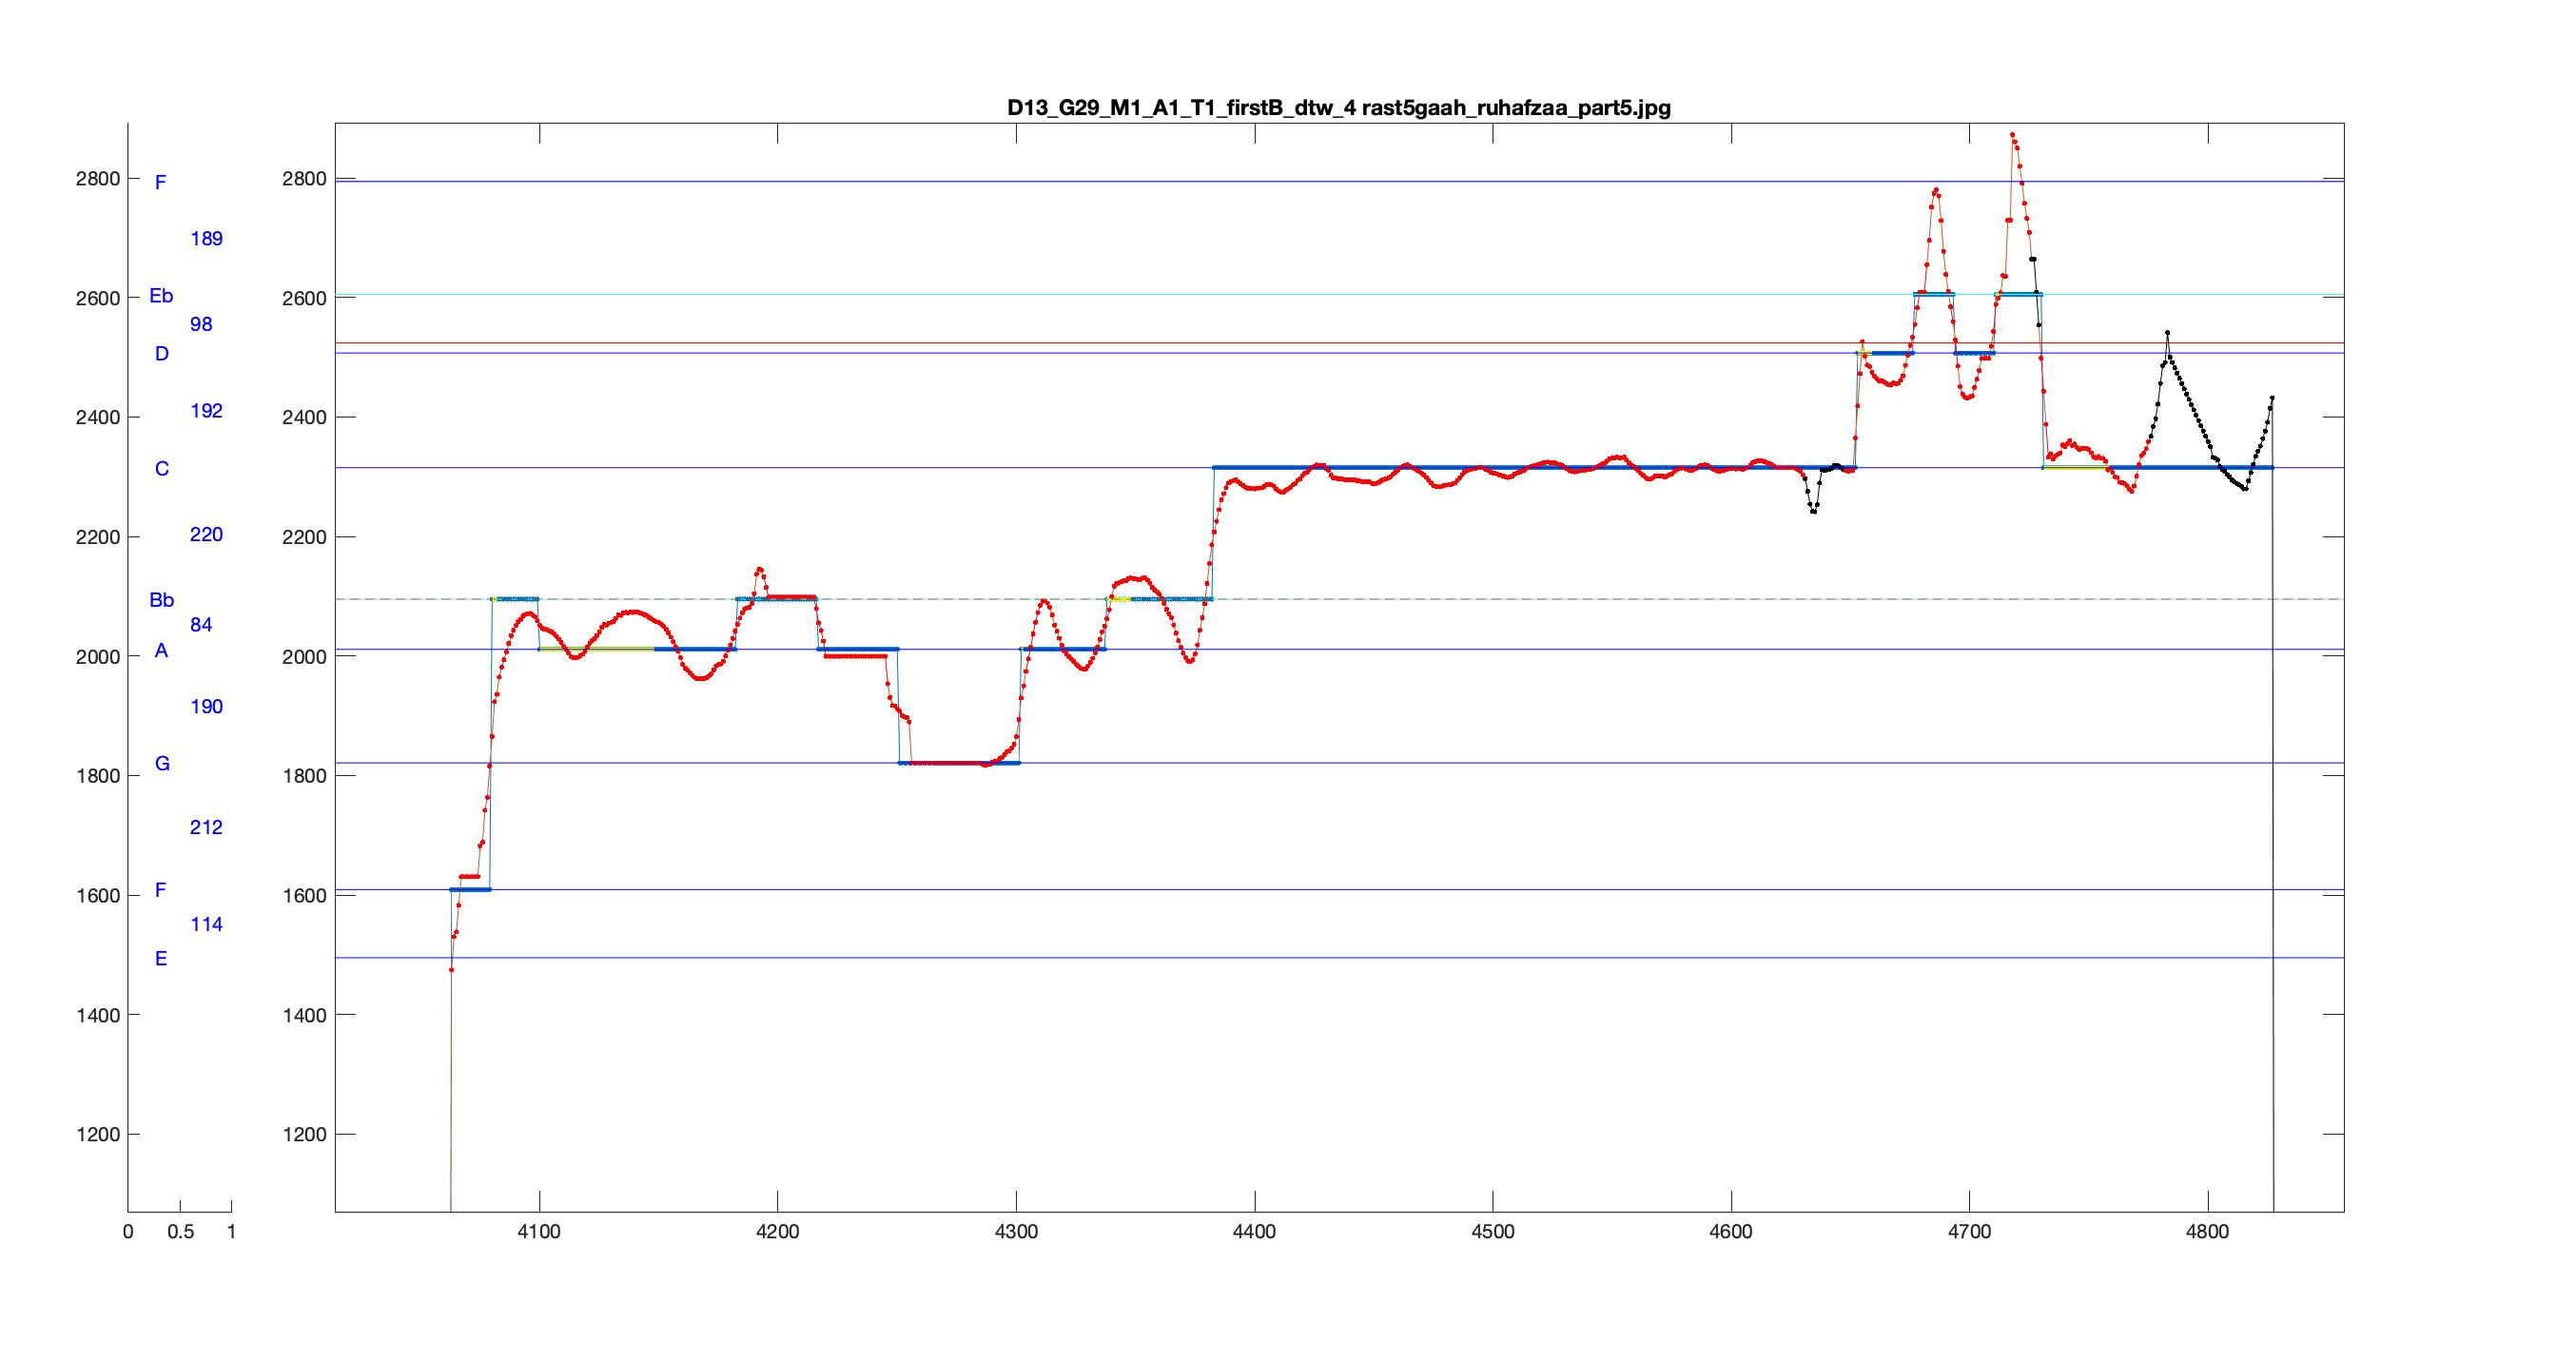 D13_G29_M1_A1_T1_firstB_dtw_4 rast5gaah_ruhafzaa_part5.jpg
2800 F 2800
189
2600 Eb 2600
98
D
192
2400 2400
C
220
2200 2200
Bb
84
2000 A 2000
190
1800 G 1800
212
1600 F 1600
114
E
1400 1400
1200 1200
0 0.5 1 4100 4200 4300 4400 4500 4600 4700 4800